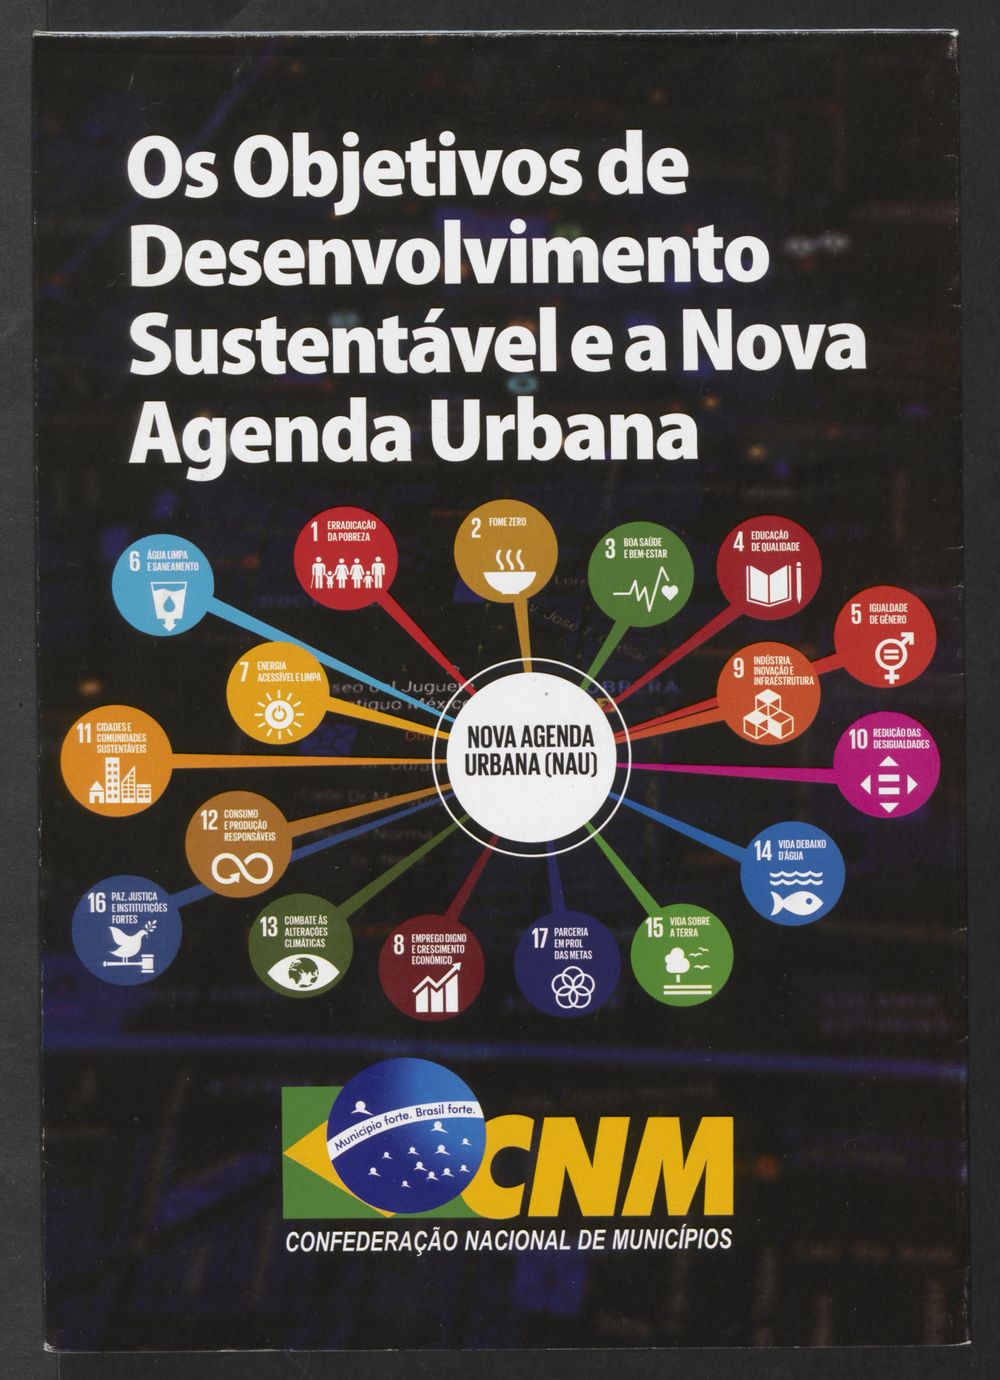 Os Objetivos de
Desenvolvimento
Sustentável e a Nova
Agenda Urbana
1 ERRADICAÇÃO
DA POBREZA
2 FOME ZERO
3 BOA SAÚDE
E BEM-ESTAR
4 EDUCAÇÃO
DE QUALIDADE
6 ÁGUA LIMPA
E SANEAMENTO
5 IGUALDADE
DE GÊNERO
7 ENERGIA
ACESSÍVEL E LIMPA
9 INDÚSTRIA,
INOVAÇÃO E
INFRAESTRUTURA
11 CIDADES E
COMUNIDADES
SUSTENTÁVEIS
NOVA AGENDA
URBANA (NAU)
10 REDUÇÃO DAS
DESIGUALDADES
12 CONSUMO
E PRODUÇÃO
RESPONSÁVEIS
14 VIDA DEBAIXO
D'ÁGUA
16 PAZ, JUSTIÇA
E INSTITUIÇÕES
FORTES
13 COMBATE ÀS
ALTERAÇÕES
CLIMÁTICAS
8 EMPREGO DIGNO
E CRESCIMENTO
ECONÔMICO
17 PARCERIA
EM PROL
DAS METAS
15 VIDA SOBRE
A TERRA
Município forte. Brasil forte.
CNM
CONFEDERAÇÃO NACIONAL DE MUNICÍPIOS